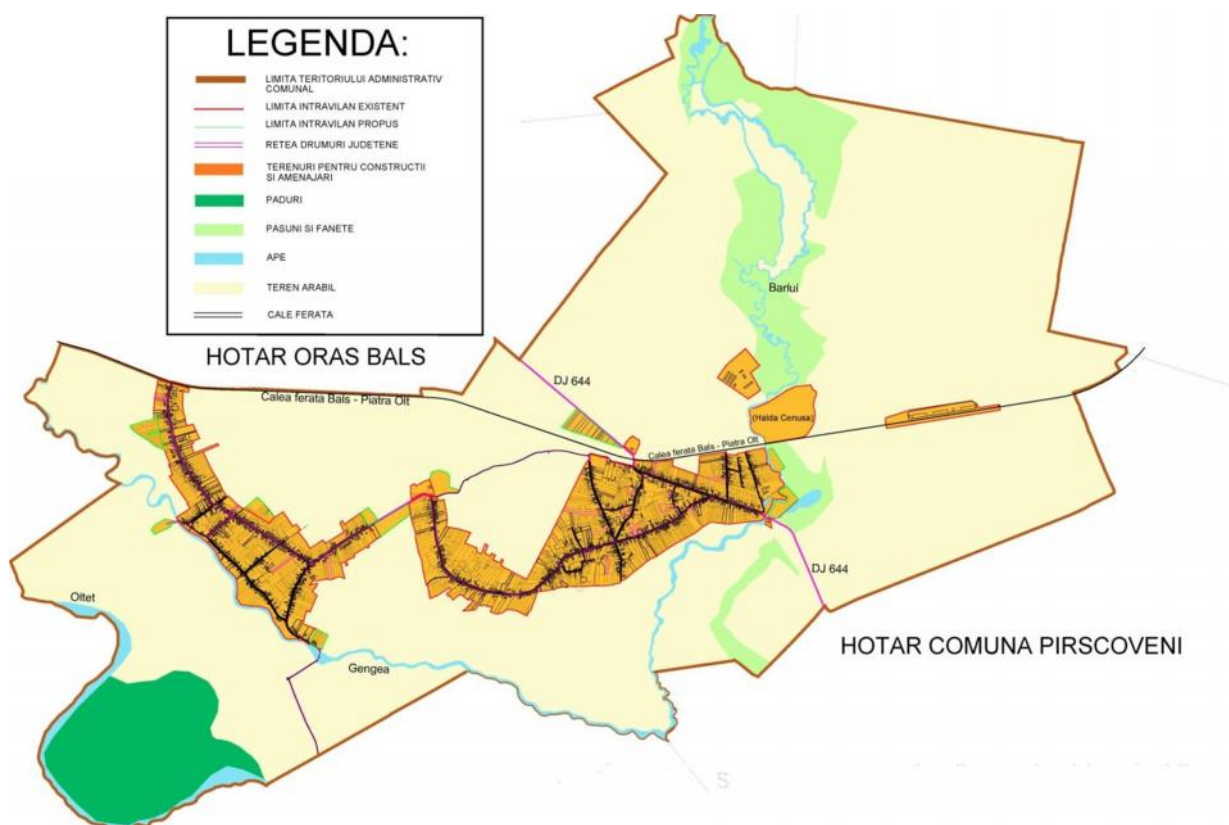 LEGENDA:
LIMITA TERITORIULUI ADMINISTRATIV
COMUNAL
LIMITA INTRAVILAN EXISTENT
LIMITA INTRAVILAN PROPUS
RETEA DRUMURI JUDETENE
TERENURI PENTRU CONSTRUCTII
SI AMENAJARI
PADURI
PASUNI SI FANETE
APE
TEREN ARABIL
CALE FERATA
HOTAR ORAS BALS
Barlui
DJ 644
Calea ferata Bals - Piatra Olt
(Halda Cenusa)
Calea ferata Bals - Piatra Olt
DJ 644
Oltet
Gengea
HOTAR COMUNA PIRSCOVENI
S